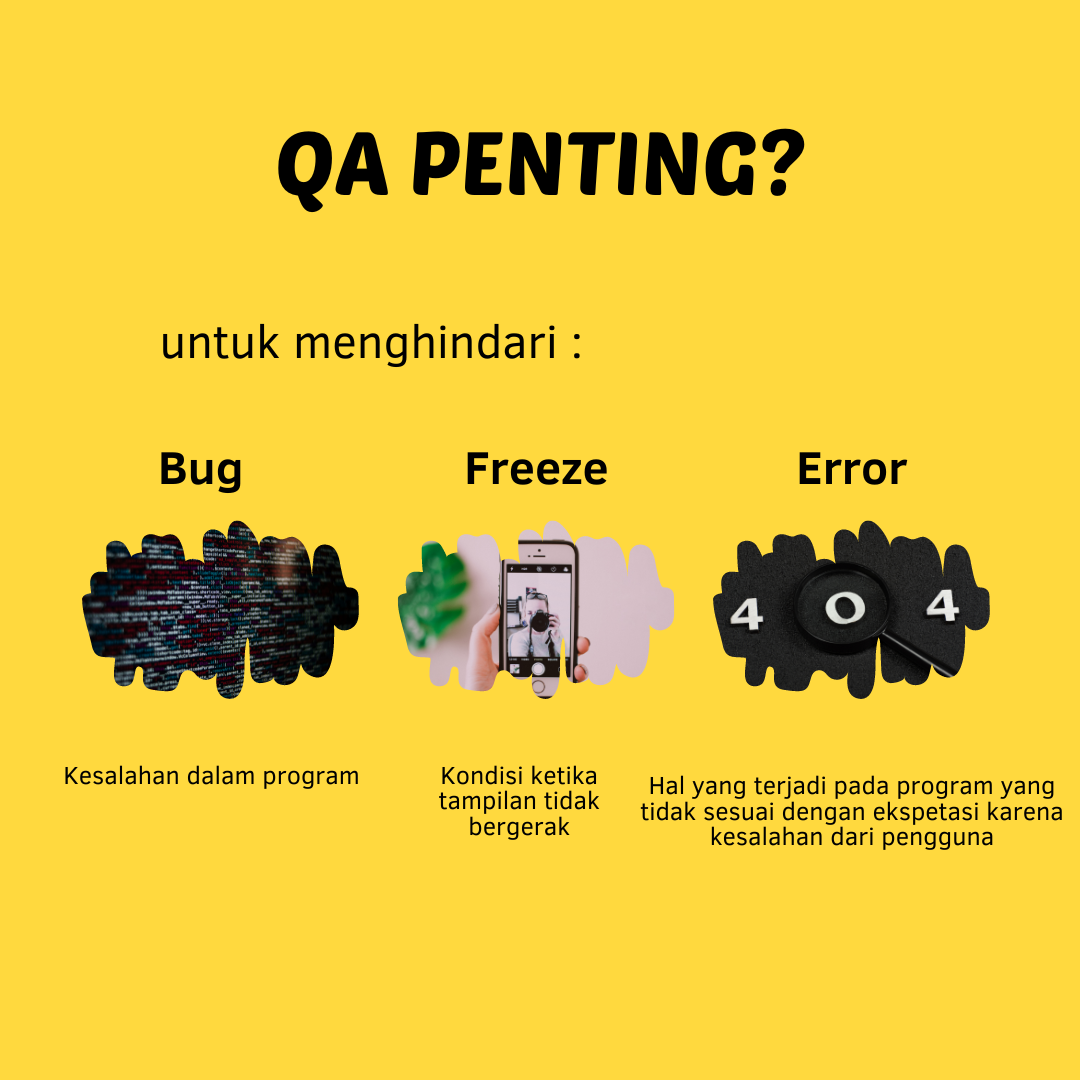 QA PENTING?
untuk menghindari :
Bug
Kesalahan dalam program
Freeze
Kondisi ketika
tampilan tidak
bergerak
Error
4 0 4
Hal yang terjadi pada program yang
tidak sesuai dengan ekspetasi karena
kesalahan dari pengguna